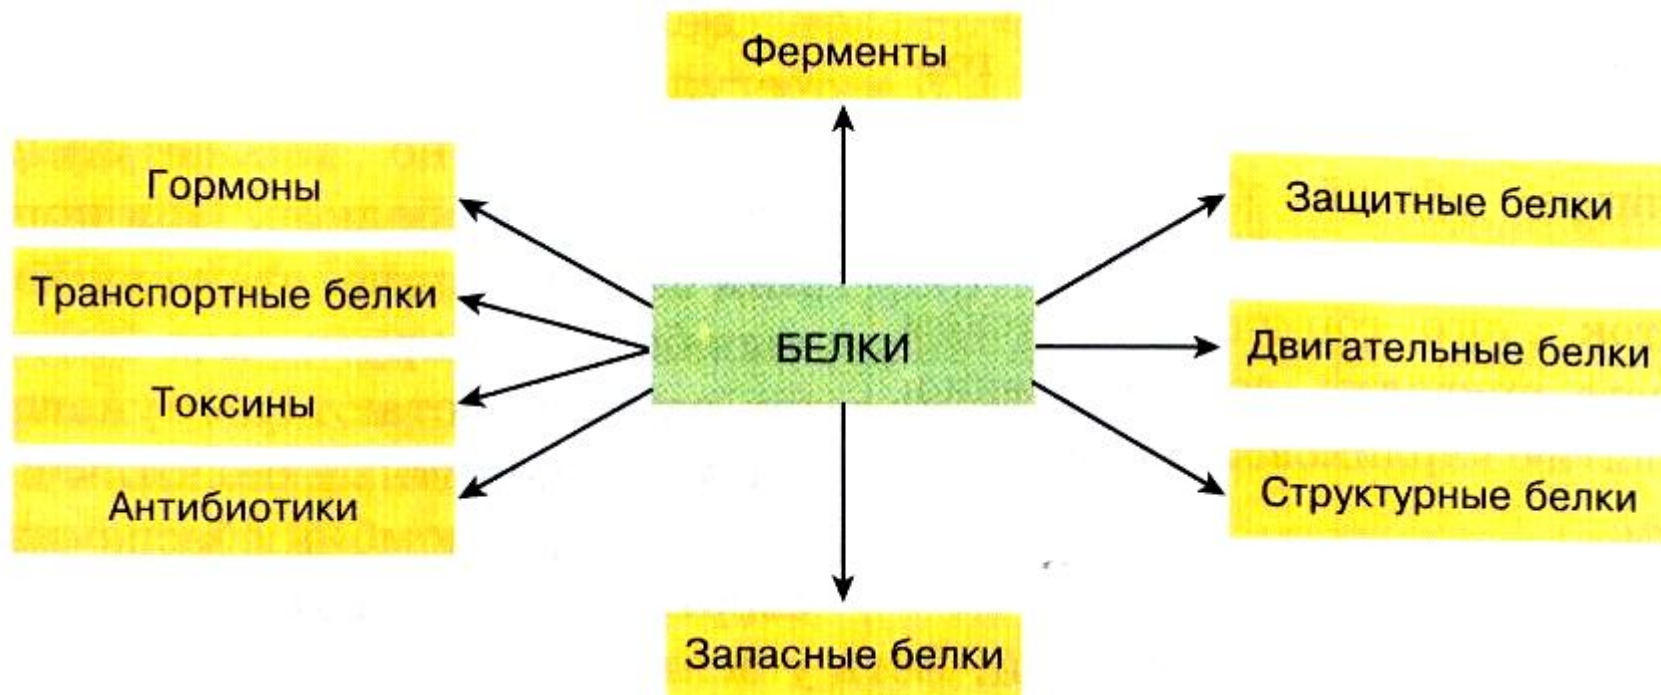 Ферменты
Гормоны
Защитные белки
Транспортные белки
БЕЛКИ
Двигательные белки
Токсины
Структурные белки
Антибиотики
Запасные белки